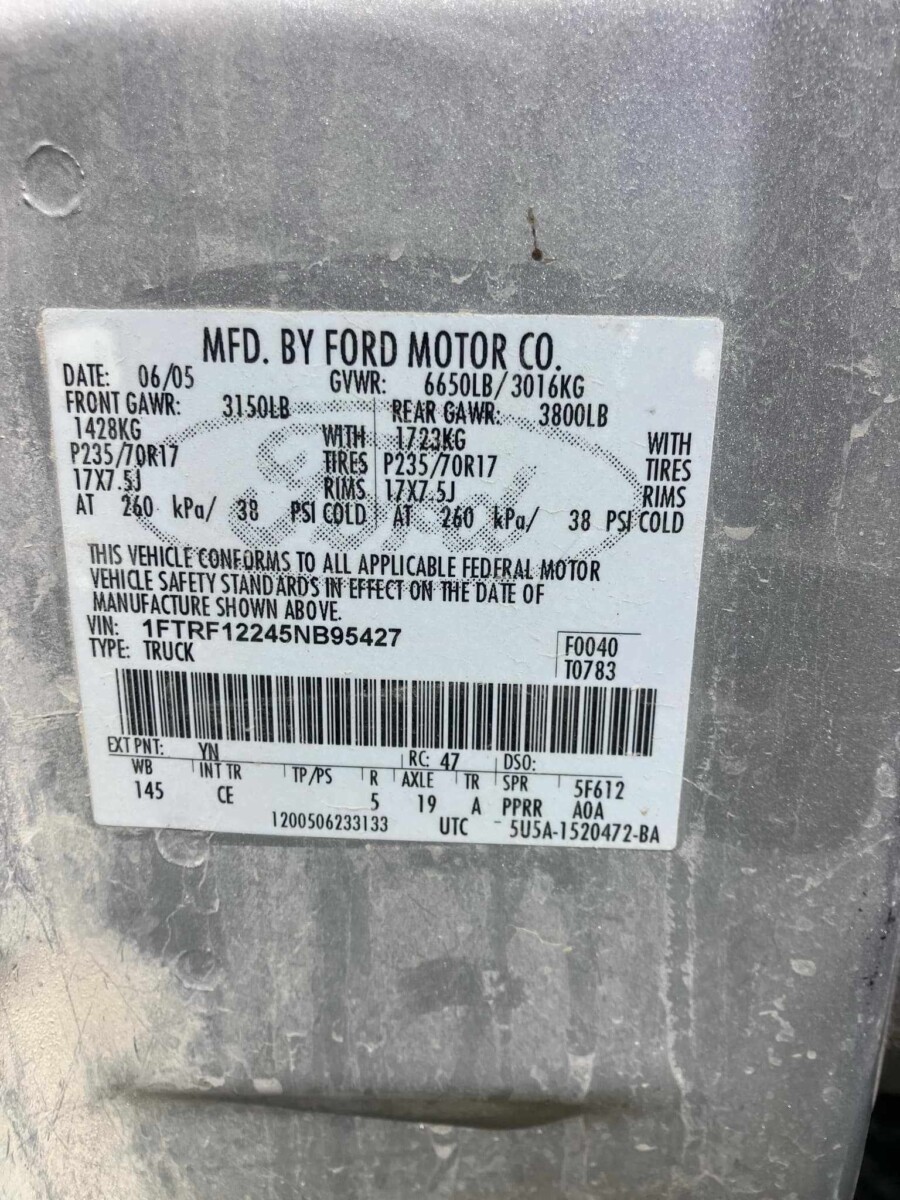 MFD. BY FORD MOTOR CO.
DATE: 06/05 GVWR: 6650LB/3016KG
FRONT GAWR: 3150LB REAR GAWR: 3800LB
1428KG WITH 1723KG WITH
P235/70R17 TIRES P235/70R17 TIRES
17X7.5J RIMS 17X7.5J RIMS
AT 260 kPa/ 38 PSI COLD AT 260 kPa/ 38 PSI COLD
Ford
THIS VEHICLE CONFORMS TO ALL APPLICABLE FEDERAL MOTOR
VEHICLE SAFETY STANDARDS IN EFFECT ON THE DATE OF
MANUFACTURE SHOWN ABOVE.
VIN: 1FTRF12245NB95427 F0040
TYPE: TRUCK T0783
EXT PNT: YN RC: 47 DSO:
WB INT TR TP/PS R AXLE TR SPR 5F612
145 CE 5 19 A PPRR A0A
1200506233133 UTC 5U5A-1520472-BA